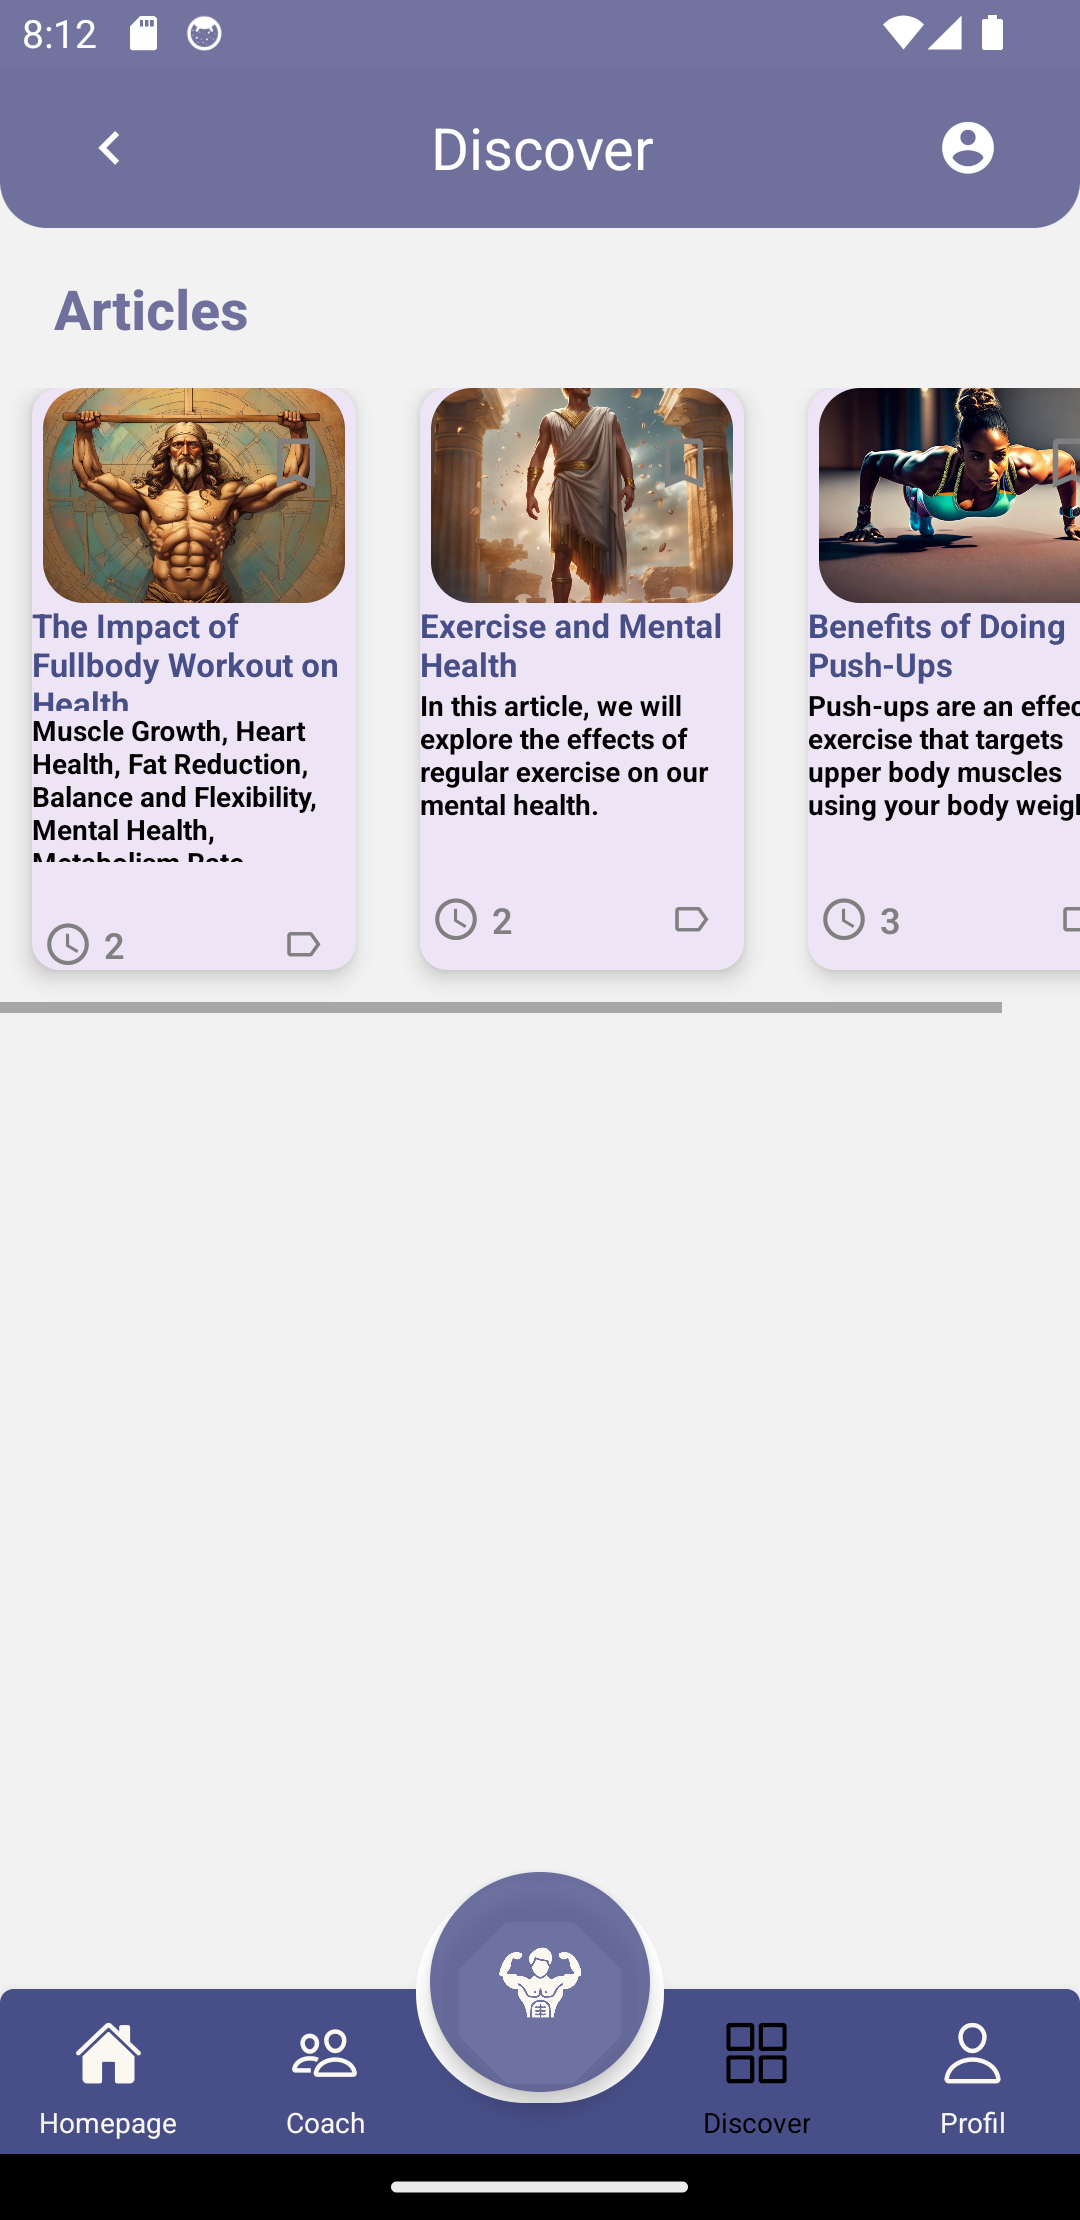 8:12
Discover
Articles
The Impact of
Fullbody Workout on
Health
Muscle Growth, Heart
Health, Fat Reduction,
Balance and Flexibility,
Mental Health,
Metabolism Rate
2
Exercise and Mental
Health
In this article, we will
explore the effects of
regular exercise on our
mental health.
2
Benefits of Doing
Push-Ups
Push-ups are an effec
exercise that targets
upper body muscles
using your body weig
3
Homepage
Coach
Discover
Profil